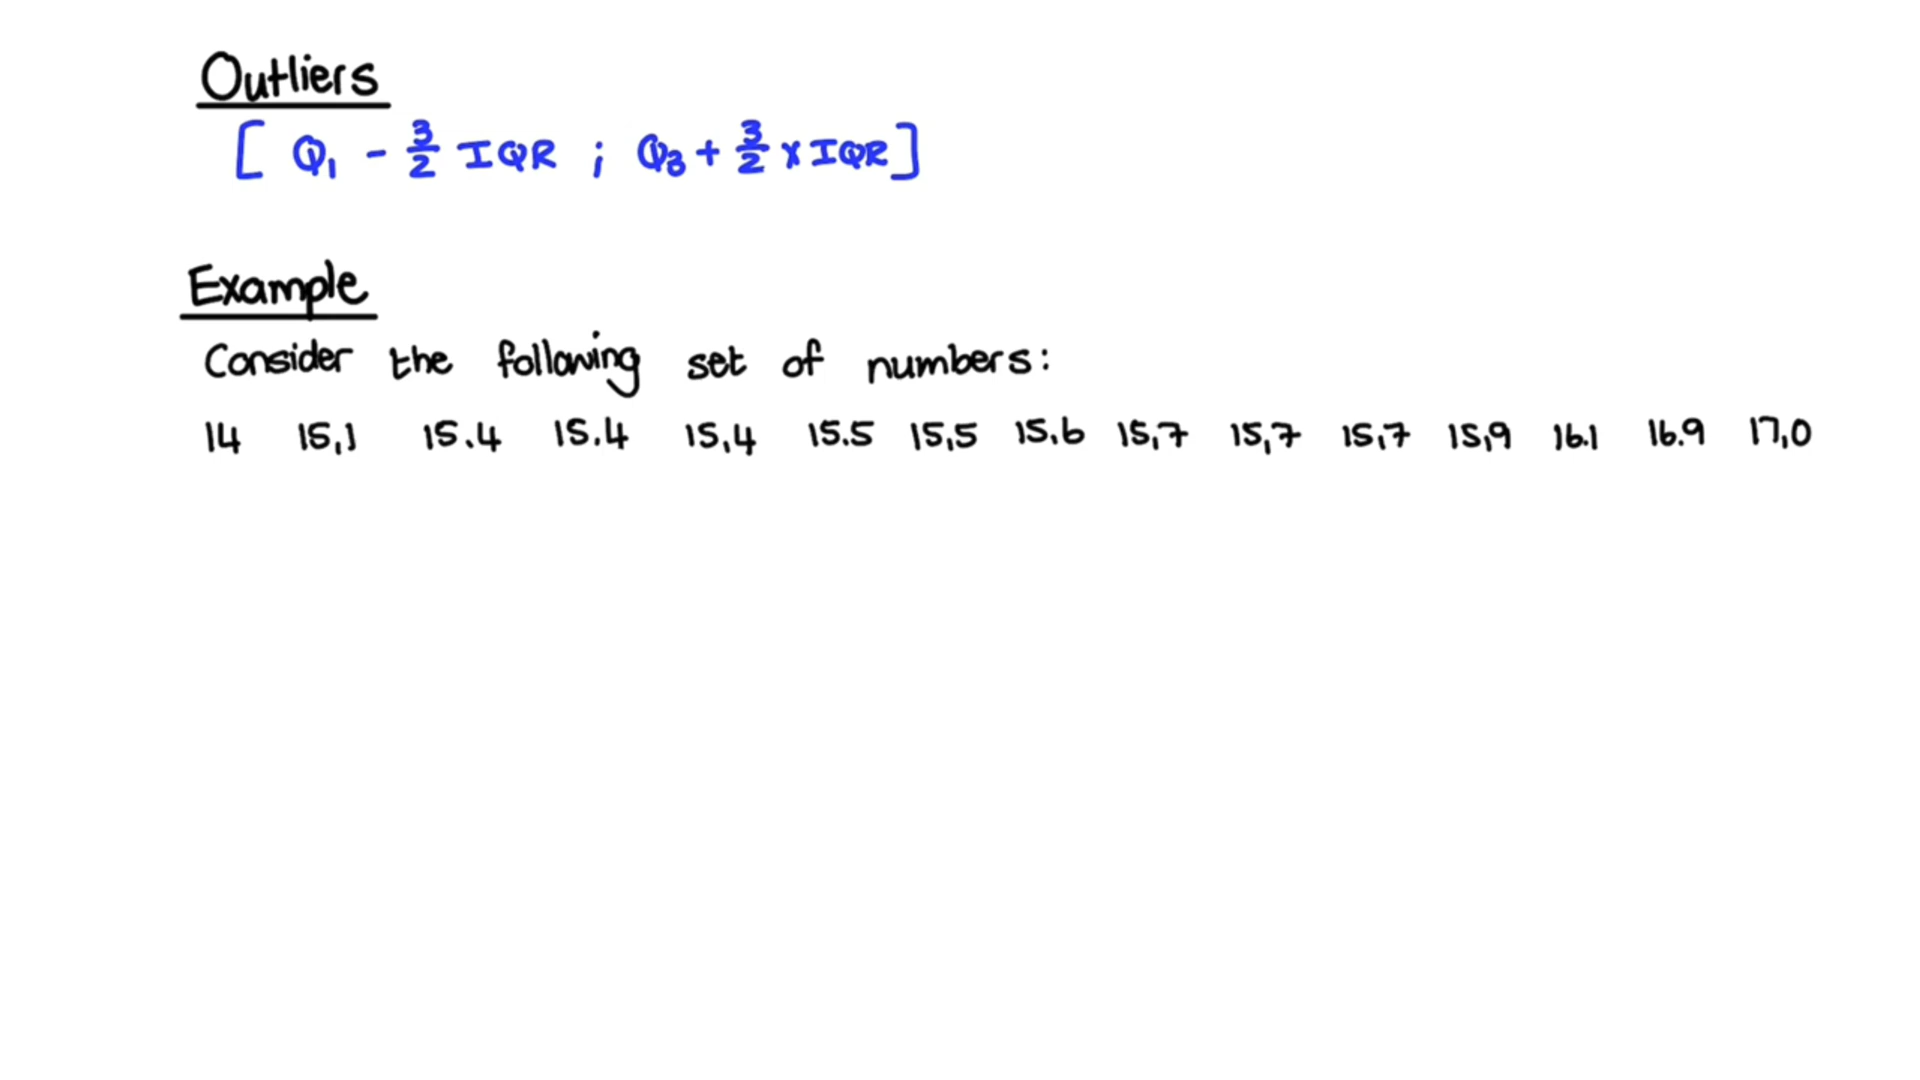 Outliers
[ Q1 - 3/2 IQR ; Q3 + 3/2 x IQR ]
Example
Consider the following set of numbers:
14 15,1 15.4 15.4 15,4 15.5 15,5 15.6 15,7 15,7 15,7 15,9 16.1 16.9 17,0